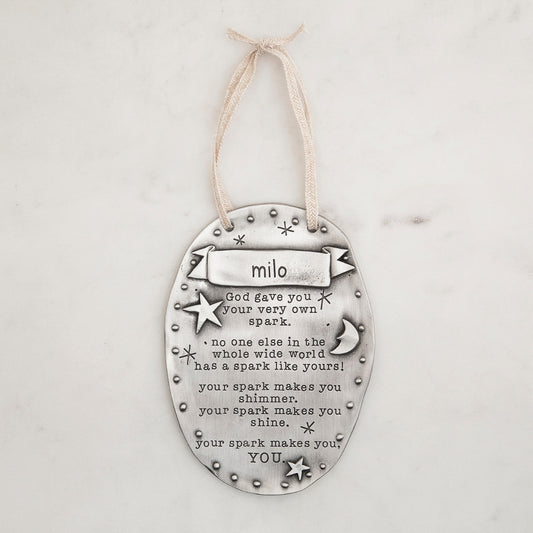 milo
God gave you
your very own
spark.
no one else in the
whole wide world
has a spark like yours!
your spark makes you
shimmer.
your spark makes you
shine.
your spark makes you,
YOU.